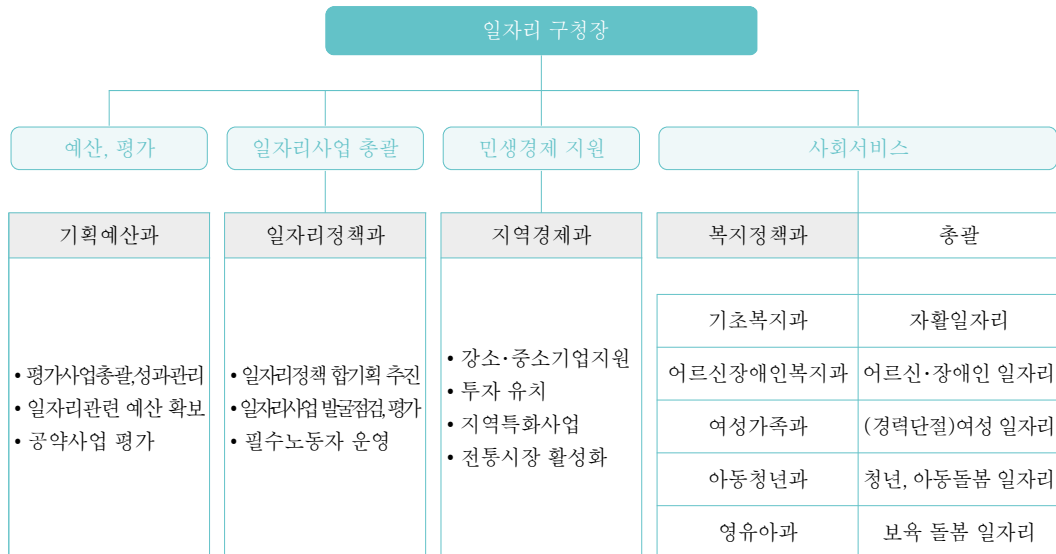 일자리 구청장
예산, 평가
일자리사업 총괄
민생경제 지원
사회서비스
기획예산과
• 평가사업총괄,성과관리
• 일자리관련 예산 확보
• 공약사업 평가
일자리정책과
• 일자리정책 합기획 추진
• 일자리사업 발굴점검, 평가
• 필수노동자 운영
지역경제과
• 강소·중소기업지원
• 투자 유치
• 지역특화사업
• 전통시장 활성화
복지정책과 총괄
기초복지과 자활일자리
어르신장애인복지과 어르신·장애인 일자리
여성가족과 (경력단절)여성 일자리
아동청년과 청년, 아동돌봄 일자리
영유아과 보육 돌봄 일자리